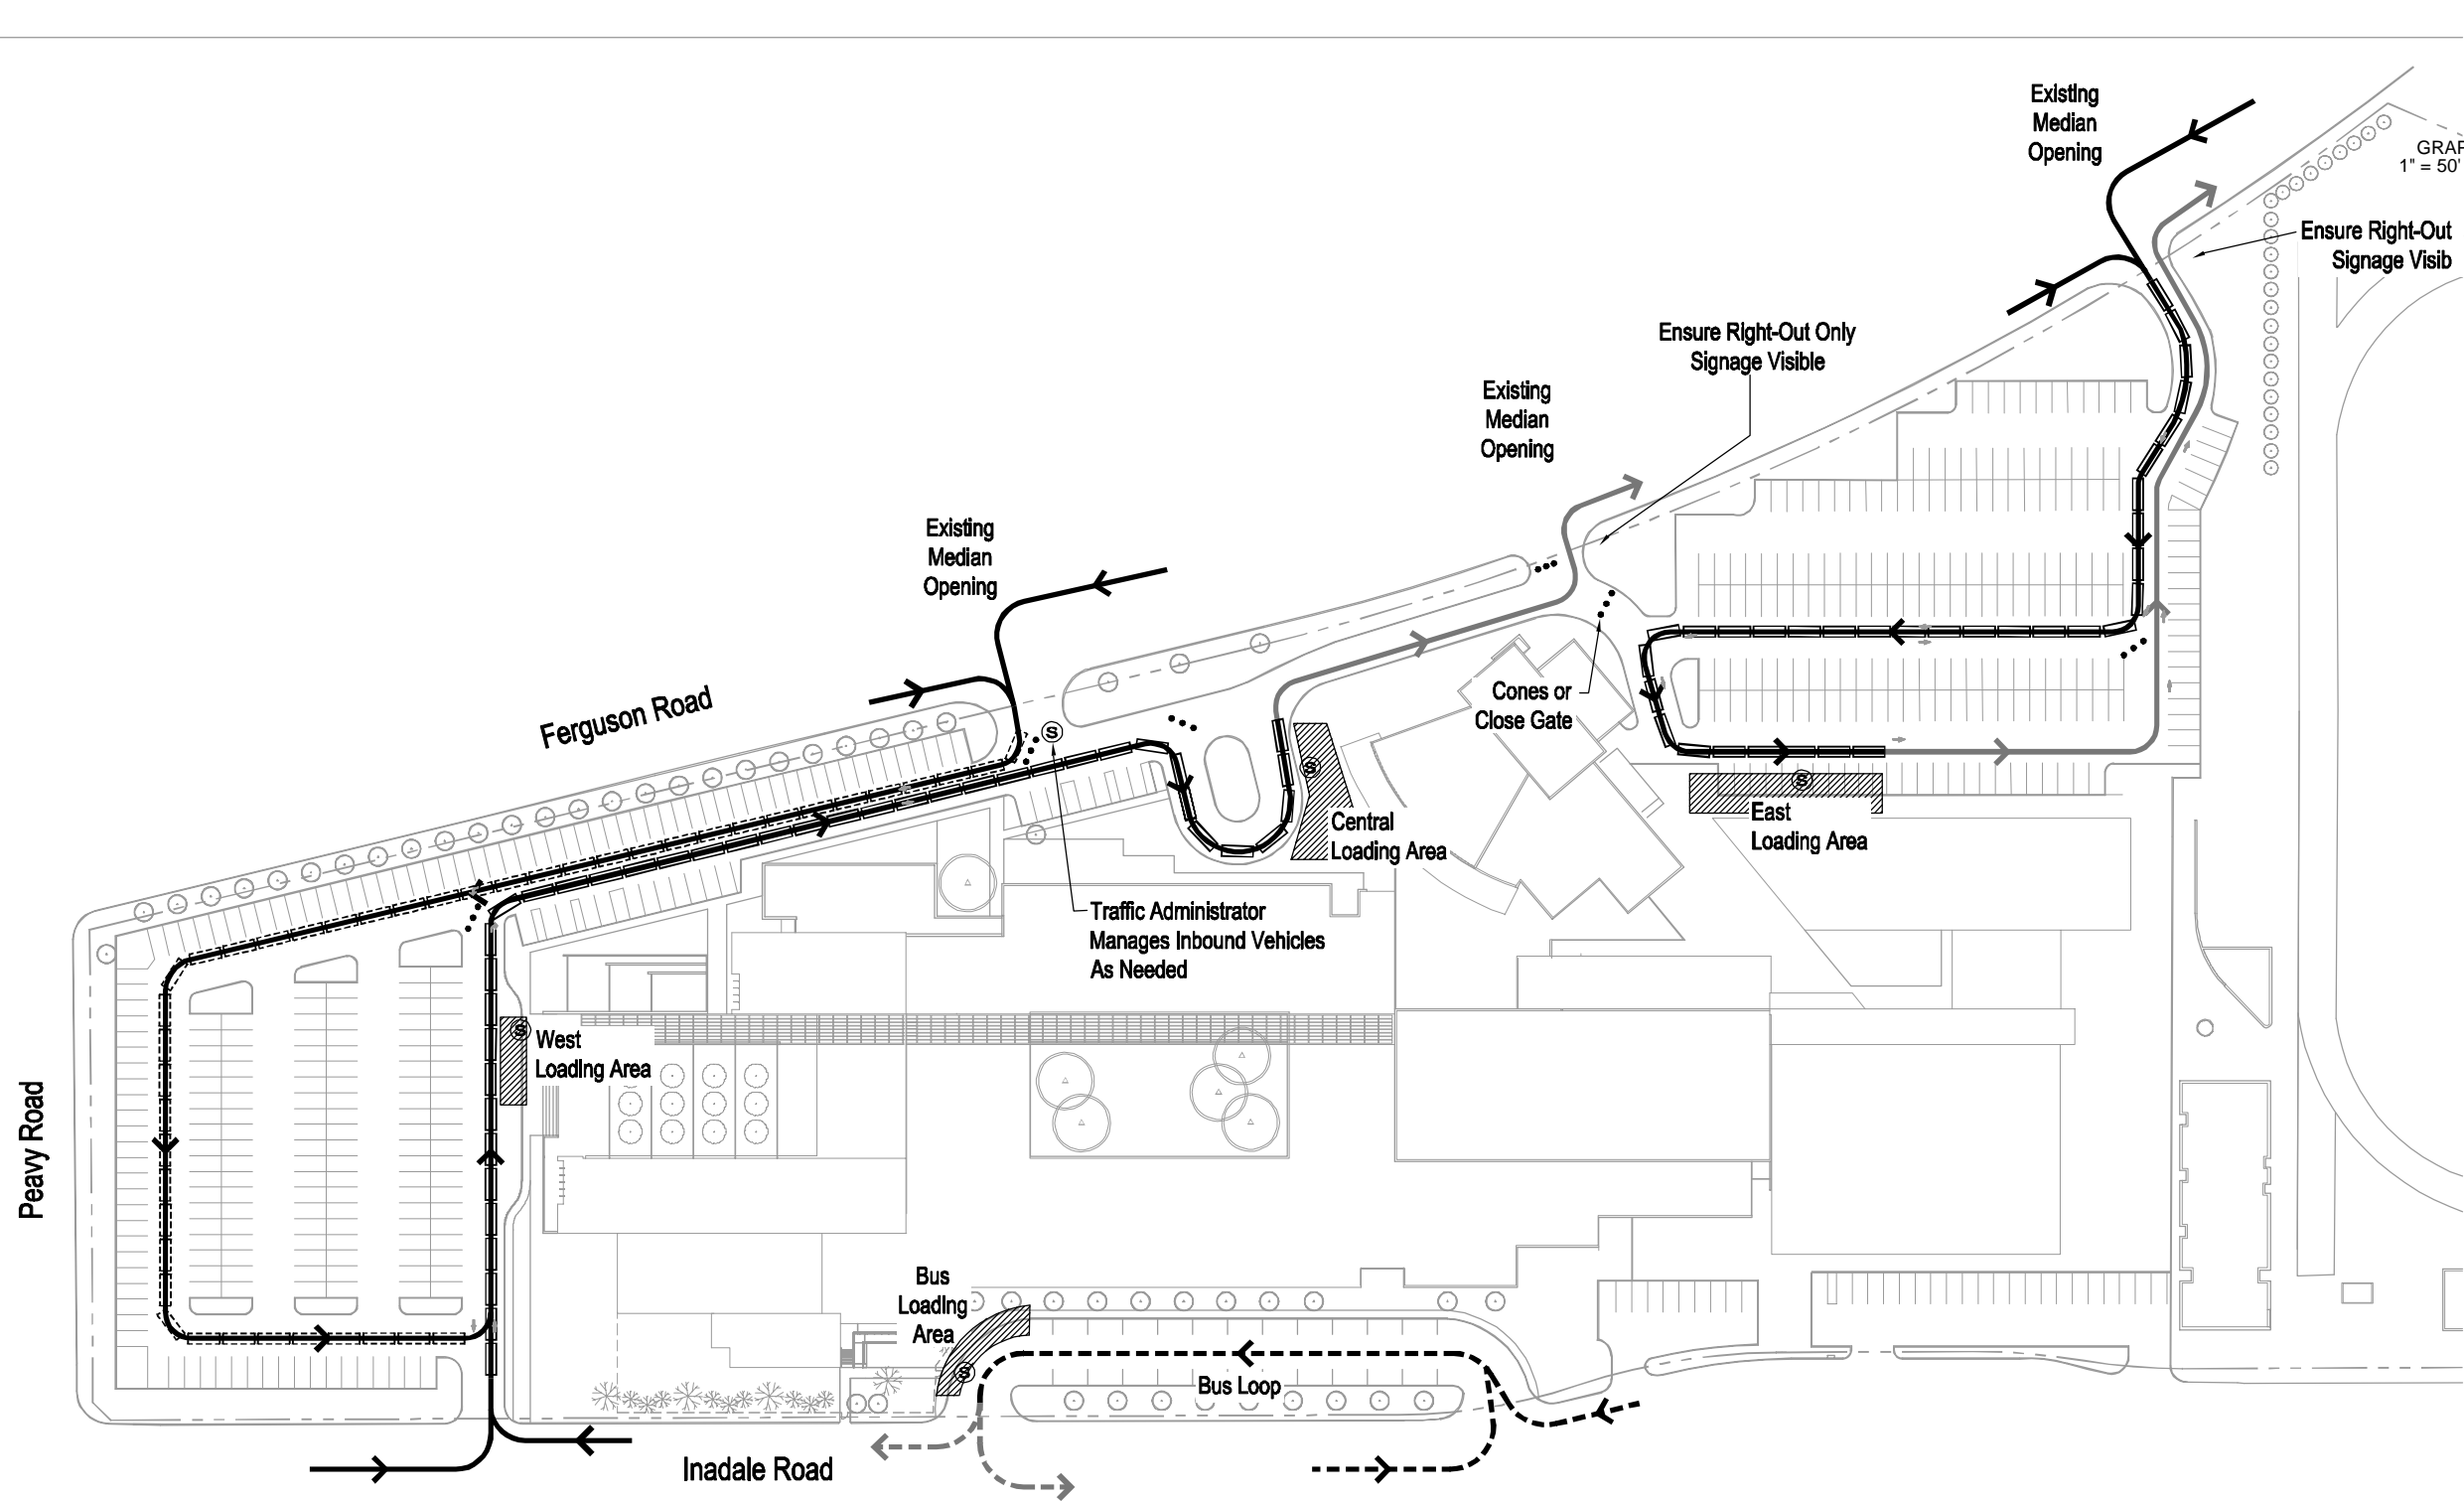 Existing
Median
Opening
GRAP
1" = 50'
Ensure Right-Out
Signage Visib
Ensure Right-Out Only
Signage Visible
Existing
Median
Opening
Existing
Median
Opening
Ferguson Road
S
Cones or
Close Gate
S
S
Central
Loading Area
East
Loading Area
Traffic Administrator
Manages Inbound Vehicles
As Needed
S
West
Loading Area
Peavy Road
Bus
Loading
Area
S
Bus Loop
Inadale Road